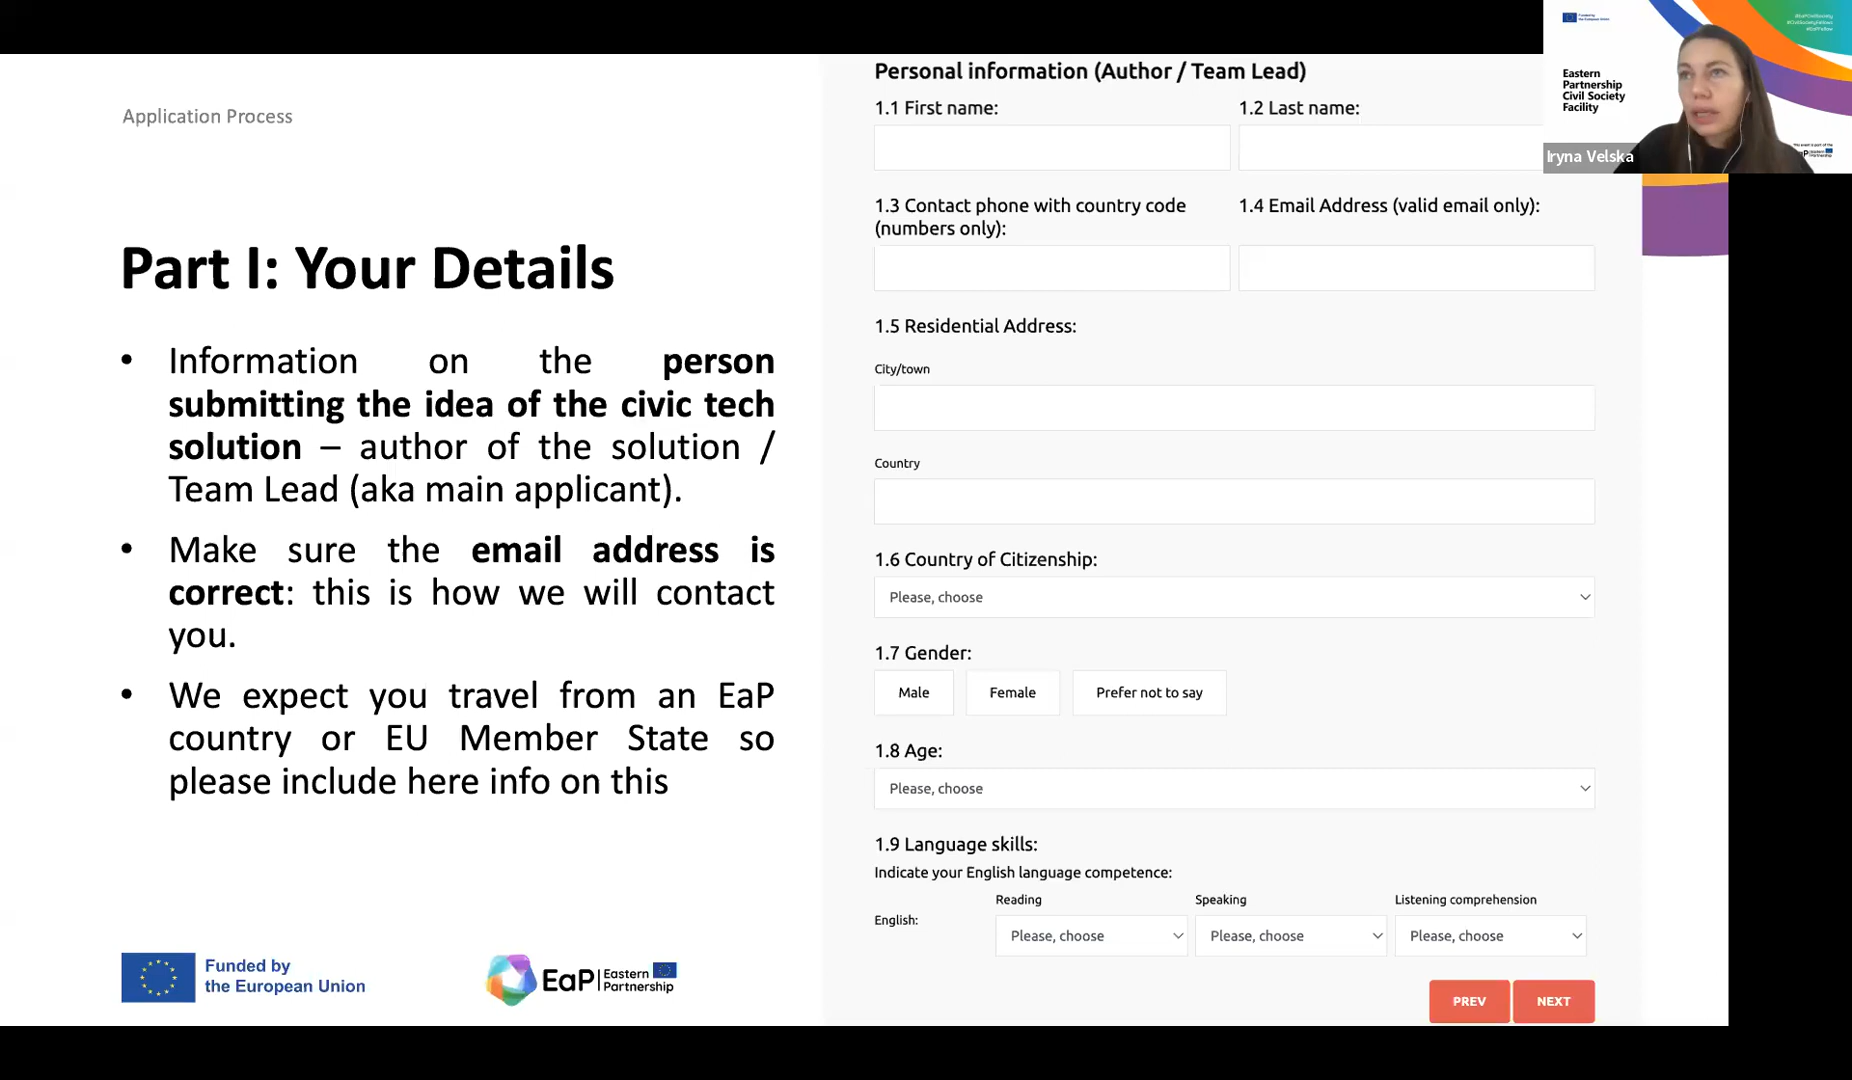 Application Process
Part I: Your Details
• Information on the person
submitting the idea of the civic tech
solution – author of the solution /
Team Lead (aka main applicant).
• Make sure the email address is
correct: this is how we will contact
you.
• We expect you travel from an EaP
country or EU Member State so
please include here info on this
Funded by
the European Union
EaP
Eastern
Partnership
Personal information (Author / Team Lead)
1.1 First name:
1.2 Last name:
1.3 Contact phone with country code
(numbers only):
1.4 Email Address (valid email only):
1.5 Residential Address:
City/town
Country
1.6 Country of Citizenship:
Please, choose
1.7 Gender:
Male
Female
Prefer not to say
1.8 Age:
Please, choose
1.9 Language skills:
Indicate your English language competence:
English:
Reading
Speaking
Listening comprehension
Please, choose
Please, choose
Please, choose
PREV
NEXT
Funded by
the European Union
Eastern
Partnership
Civil Society
Facility
Iryna Velska